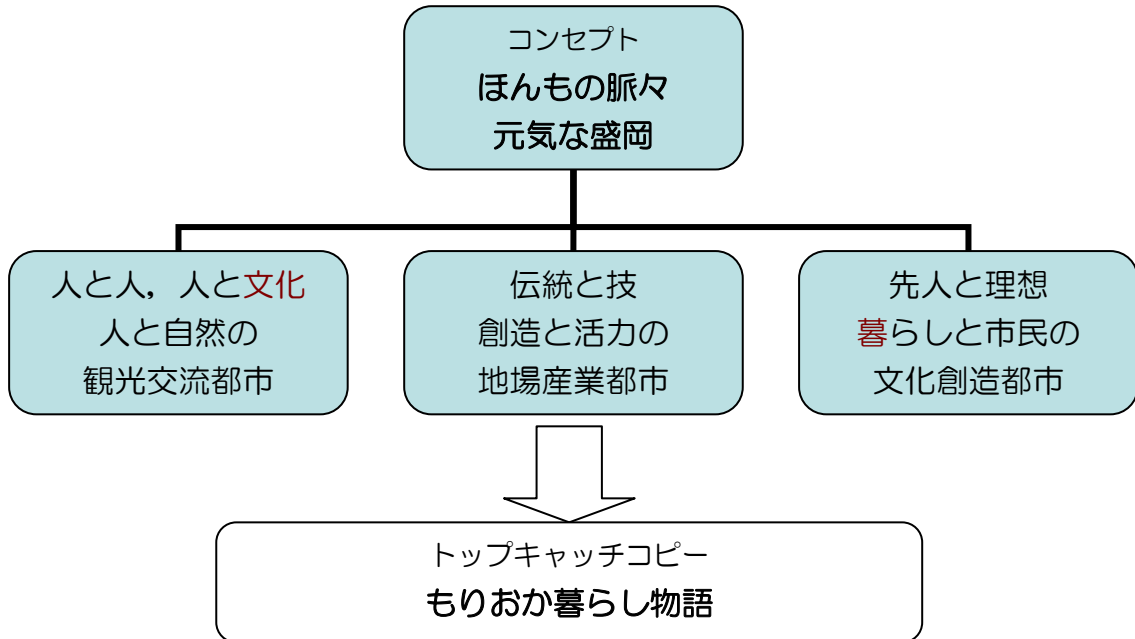 コンセプト
ほんもの脈々
元気な盛岡
人と人，人と文化
人と自然の
観光交流都市
伝統と技
創造と活力の
地場産業都市
先人と理想
暮らしと市民の
文化創造都市
トップキャッチコピー
もりおか暮らし物語